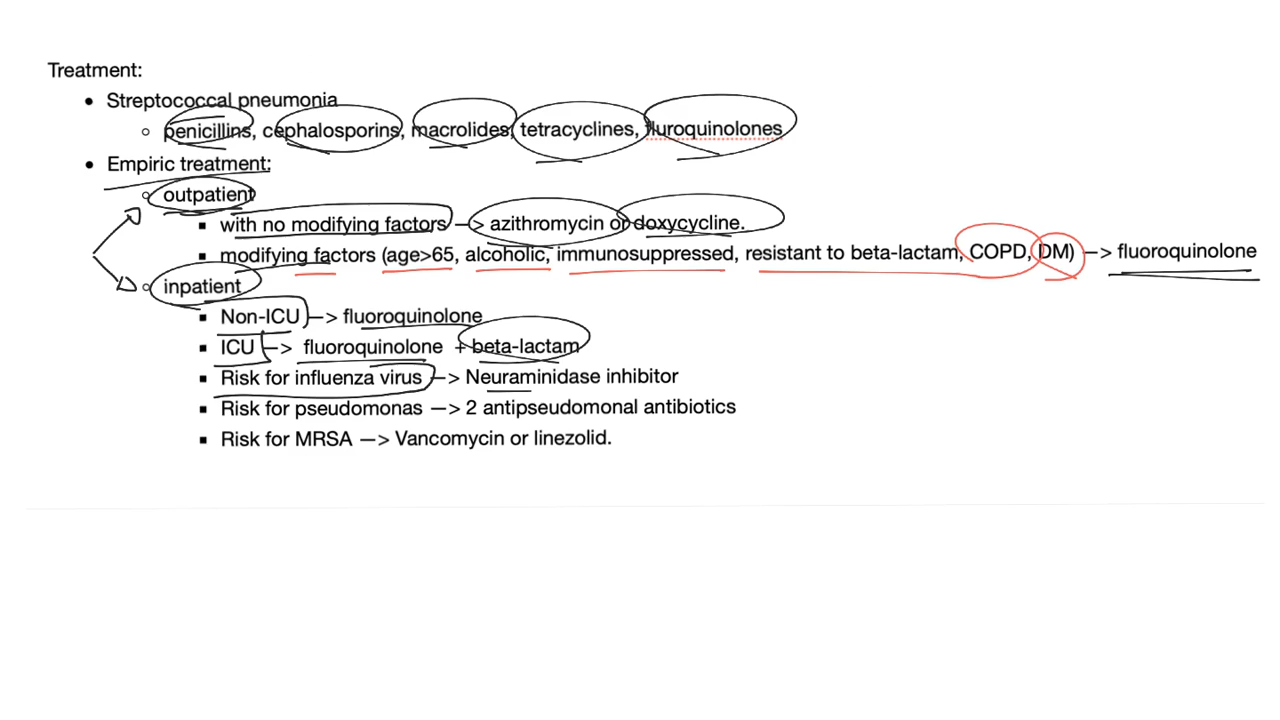 Treatment:
• Streptococcal pneumonia
◦ penicillins, cephalosporins, macrolides, tetracyclines, fluroquinolones
• Empiric treatment:
◦ outpatient
▪ with no modifying factors —> azithromycin or doxycycline.
▪ modifying factors (age>65, alcoholic, immunosuppressed, resistant to beta-lactam, COPD, DM) —> fluoroquinolone
◦ inpatient
▪ Non-ICU —> fluoroquinolone
▪ ICU —> fluoroquinolone + beta-lactam
▪ Risk for influenza virus —> Neuraminidase inhibitor
▪ Risk for pseudomonas —> 2 antipseudomonal antibiotics
▪ Risk for MRSA —> Vancomycin or linezolid.